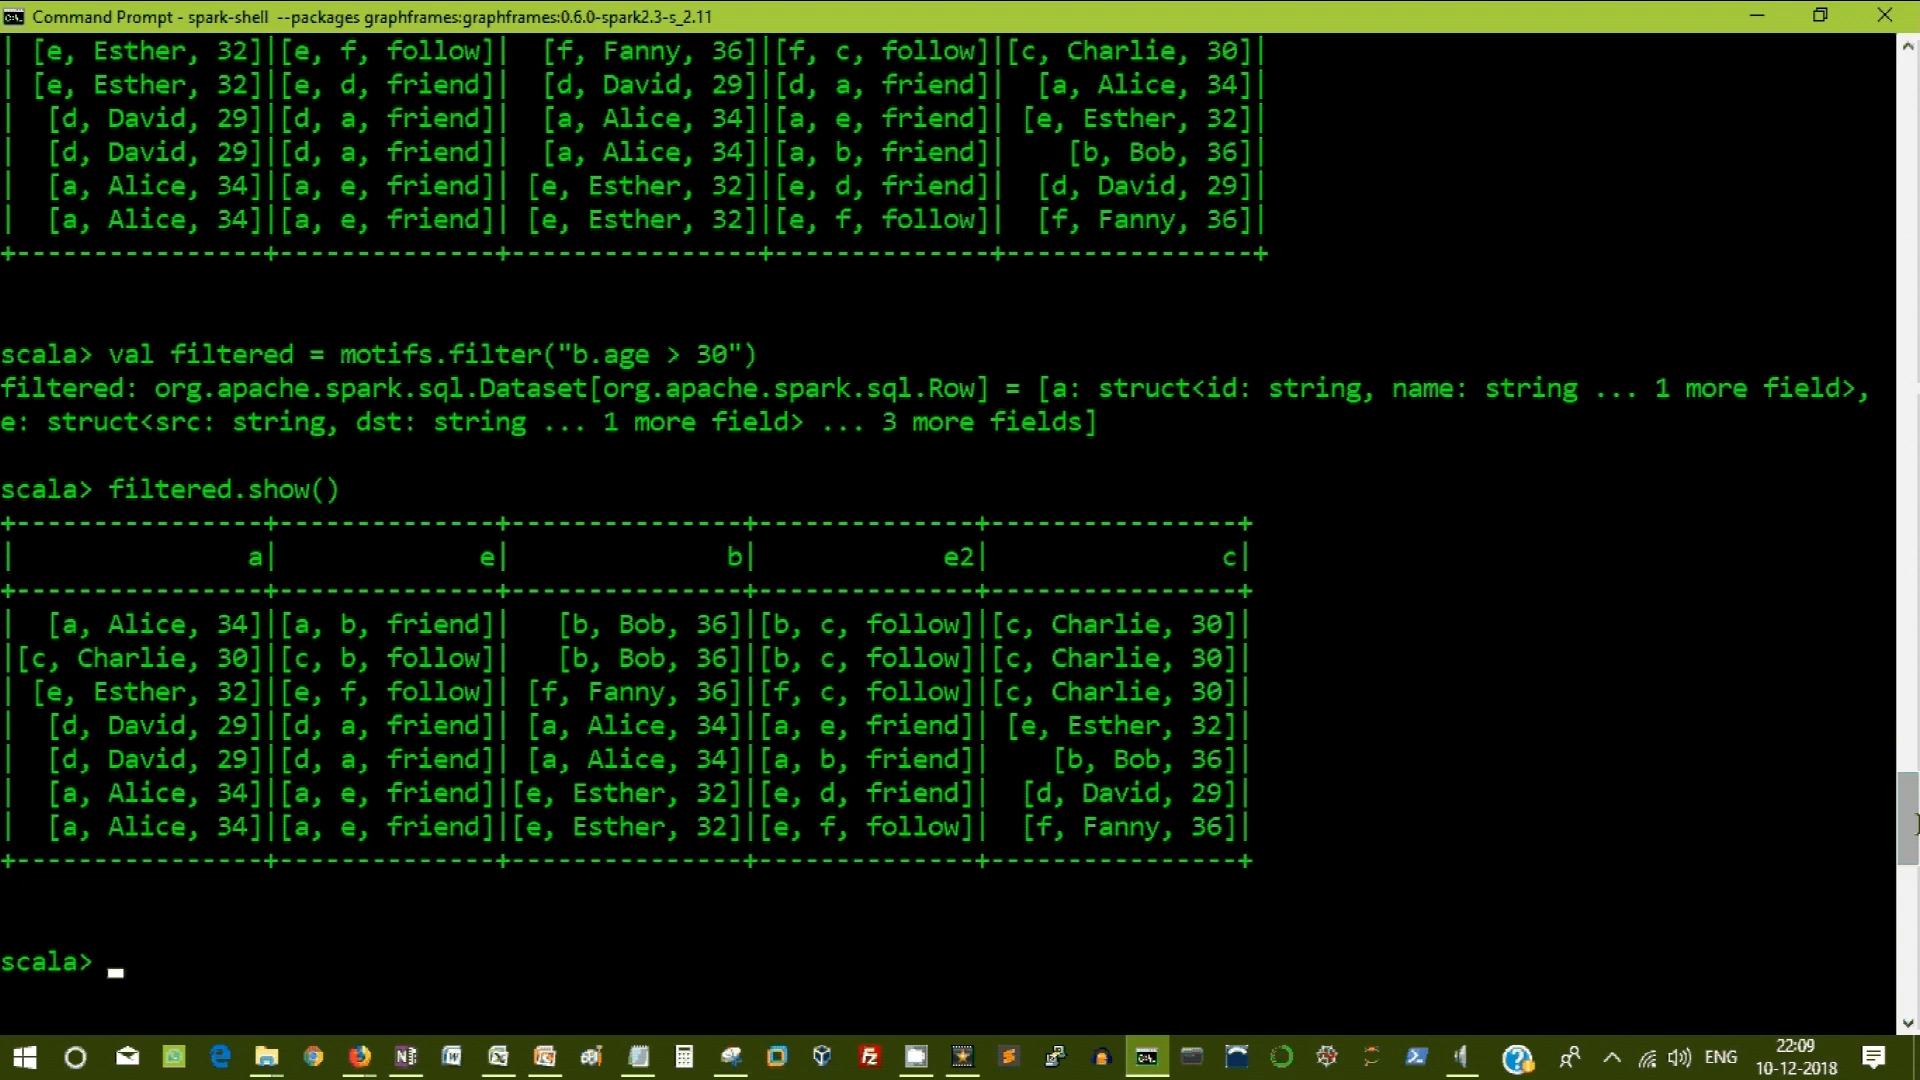 Command Prompt - spark-shell  --packages graphframes:graphframes:0.6.0-spark2.3-s_2.11
| [e, Esther, 32]|[e, f, follow]|  [f, Fanny, 36]|[f, c, follow]|[c, Charlie, 30]|
| [e, Esther, 32]|[e, d, friend]|  [d, David, 29]|[d, a, friend]|  [a, Alice, 34]|
|  [d, David, 29]|[d, a, friend]|  [a, Alice, 34]|[a, e, friend]| [e, Esther, 32]|
|  [d, David, 29]|[d, a, friend]|  [a, Alice, 34]|[a, b, friend]|    [b, Bob, 36]|
|  [a, Alice, 34]|[a, e, friend]| [e, Esther, 32]|[e, d, friend]|  [d, David, 29]|
|  [a, Alice, 34]|[a, e, friend]| [e, Esther, 32]|[e, f, follow]|  [f, Fanny, 36]|
+----------------+--------------+----------------+--------------+----------------+
scala> val filtered = motifs.filter("b.age > 30")
filtered: org.apache.spark.sql.Dataset[org.apache.spark.sql.Row] = [a: struct<id: string, name: string ... 1 more field>,
e: struct<src: string, dst: string ... 1 more field> ... 3 more fields]
scala> filtered.show()
+----------------+--------------+---------------+--------------+----------------+
|               a|             e|              b|            e2|               c|
+----------------+--------------+---------------+--------------+----------------+
|  [a, Alice, 34]|[a, b, friend]|   [b, Bob, 36]|[b, c, follow]|[c, Charlie, 30]|
|[c, Charlie, 30]|[c, b, follow]|   [b, Bob, 36]|[b, c, follow]|[c, Charlie, 30]|
| [e, Esther, 32]|[e, f, follow]| [f, Fanny, 36]|[f, c, follow]|[c, Charlie, 30]|
|  [d, David, 29]|[d, a, friend]| [a, Alice, 34]|[a, e, friend]| [e, Esther, 32]|
|  [d, David, 29]|[d, a, friend]| [a, Alice, 34]|[a, b, friend]|    [b, Bob, 36]|
|  [a, Alice, 34]|[a, e, friend]|[e, Esther, 32]|[e, d, friend]|  [d, David, 29]|
|  [a, Alice, 34]|[a, e, friend]|[e, Esther, 32]|[e, f, follow]|  [f, Fanny, 36]|
+----------------+--------------+---------------+--------------+----------------+
scala>
ENG
22:09
10-12-2018